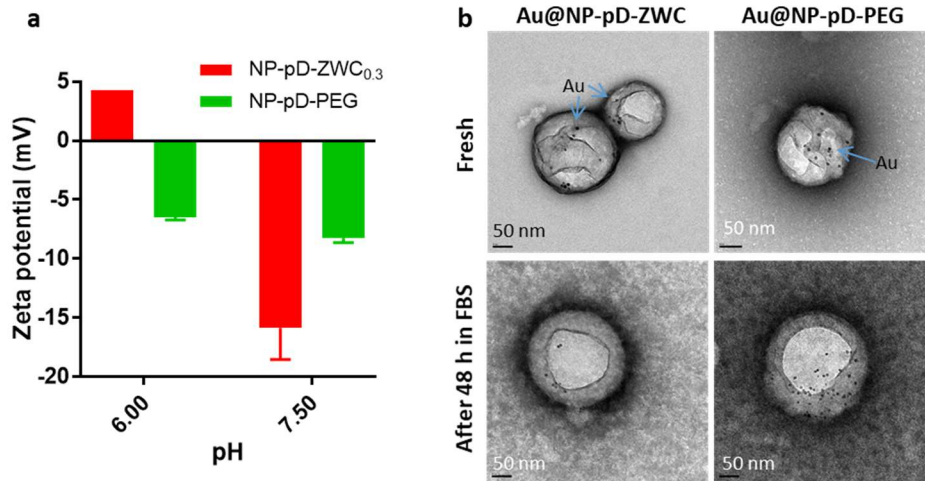 a
Zeta potential (mV)
5
0
-5
-10
-15
-20
NP-pD-ZWC0.3
NP-pD-PEG
6.00
7.50
pH
b
Au@NP-pD-ZWC
Au@NP-pD-PEG
Fresh
Au
50 nm
Au
50 nm
After 48 h in FBS
50 nm
50 nm